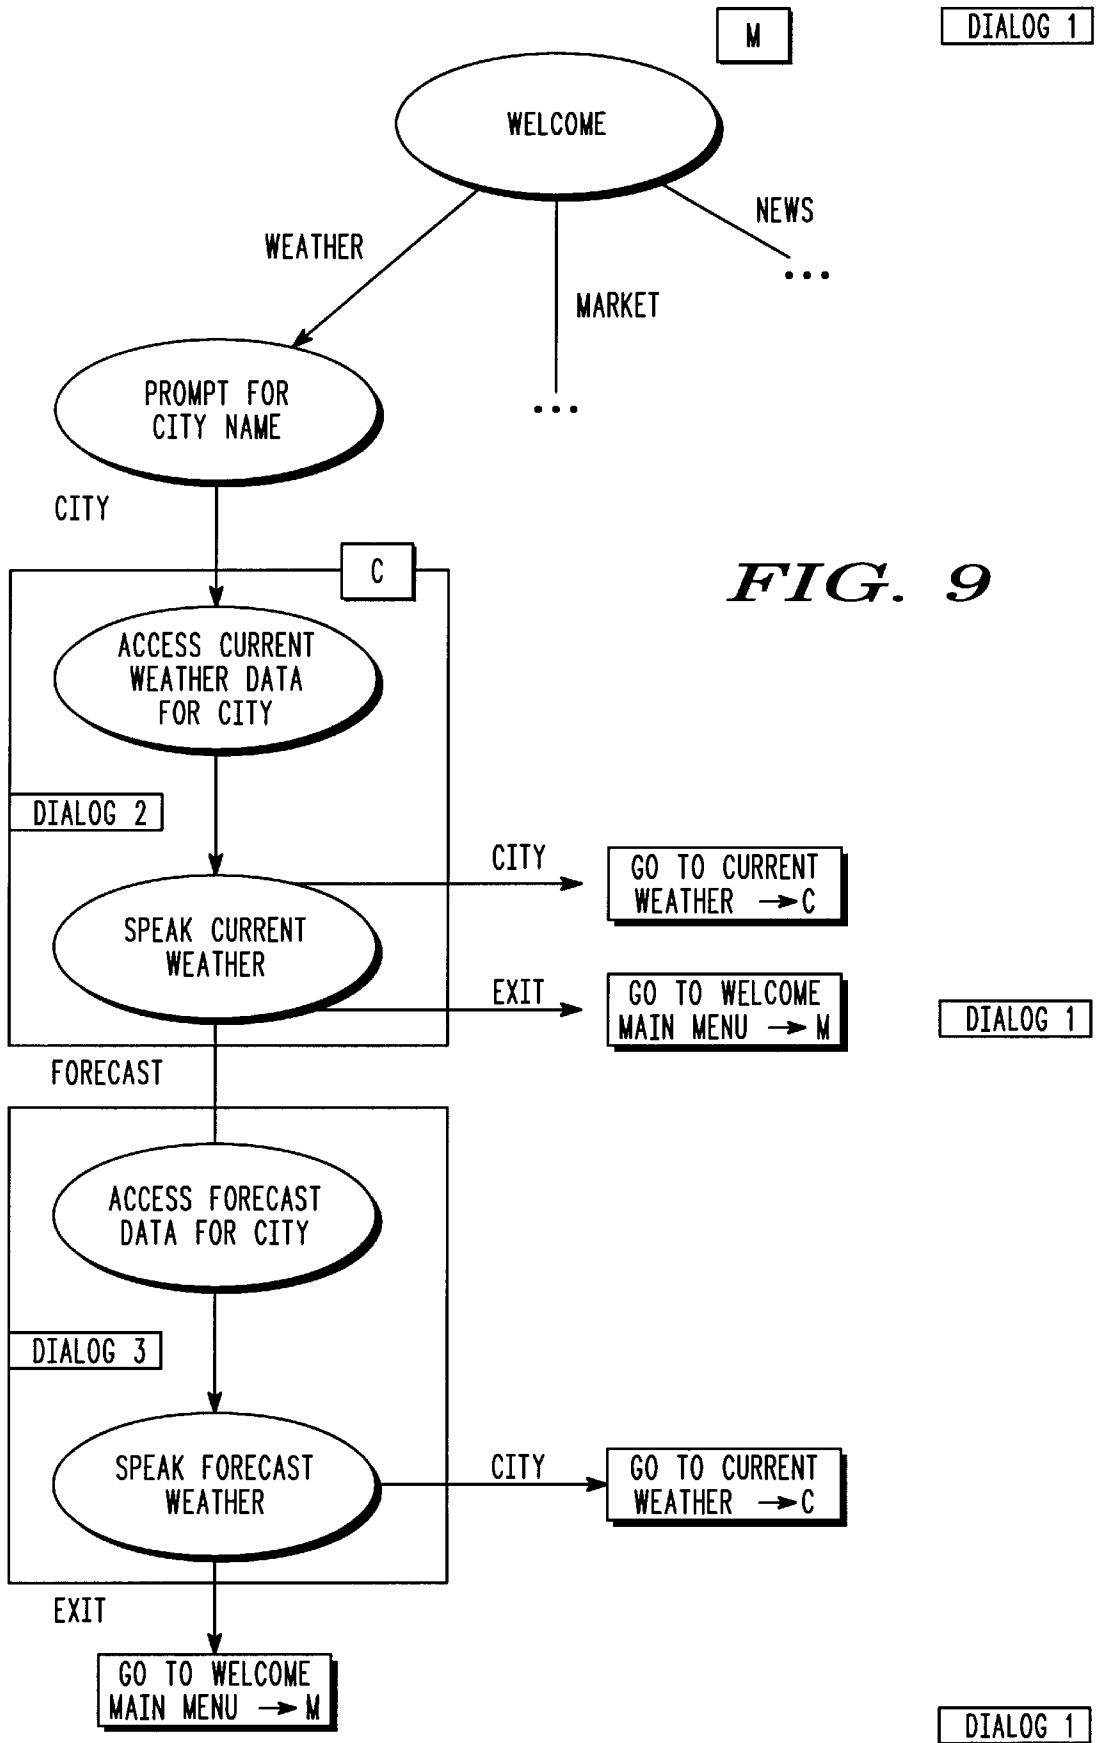 M
DIALOG 1
WELCOME
NEWS
WEATHER
...
MARKET
PROMPT FOR
CITY NAME
...
CITY
C
FIG. 9
ACCESS CURRENT
WEATHER DATA
FOR CITY
DIALOG 2
CITY
GO TO CURRENT
WEATHER → C
SPEAK CURRENT
WEATHER
EXIT
GO TO WELCOME
MAIN MENU → M
DIALOG 1
FORECAST
ACCESS FORECAST
DATA FOR CITY
DIALOG 3
SPEAK FORECAST
WEATHER
CITY
GO TO CURRENT
WEATHER → C
EXIT
GO TO WELCOME
MAIN MENU → M
DIALOG 1